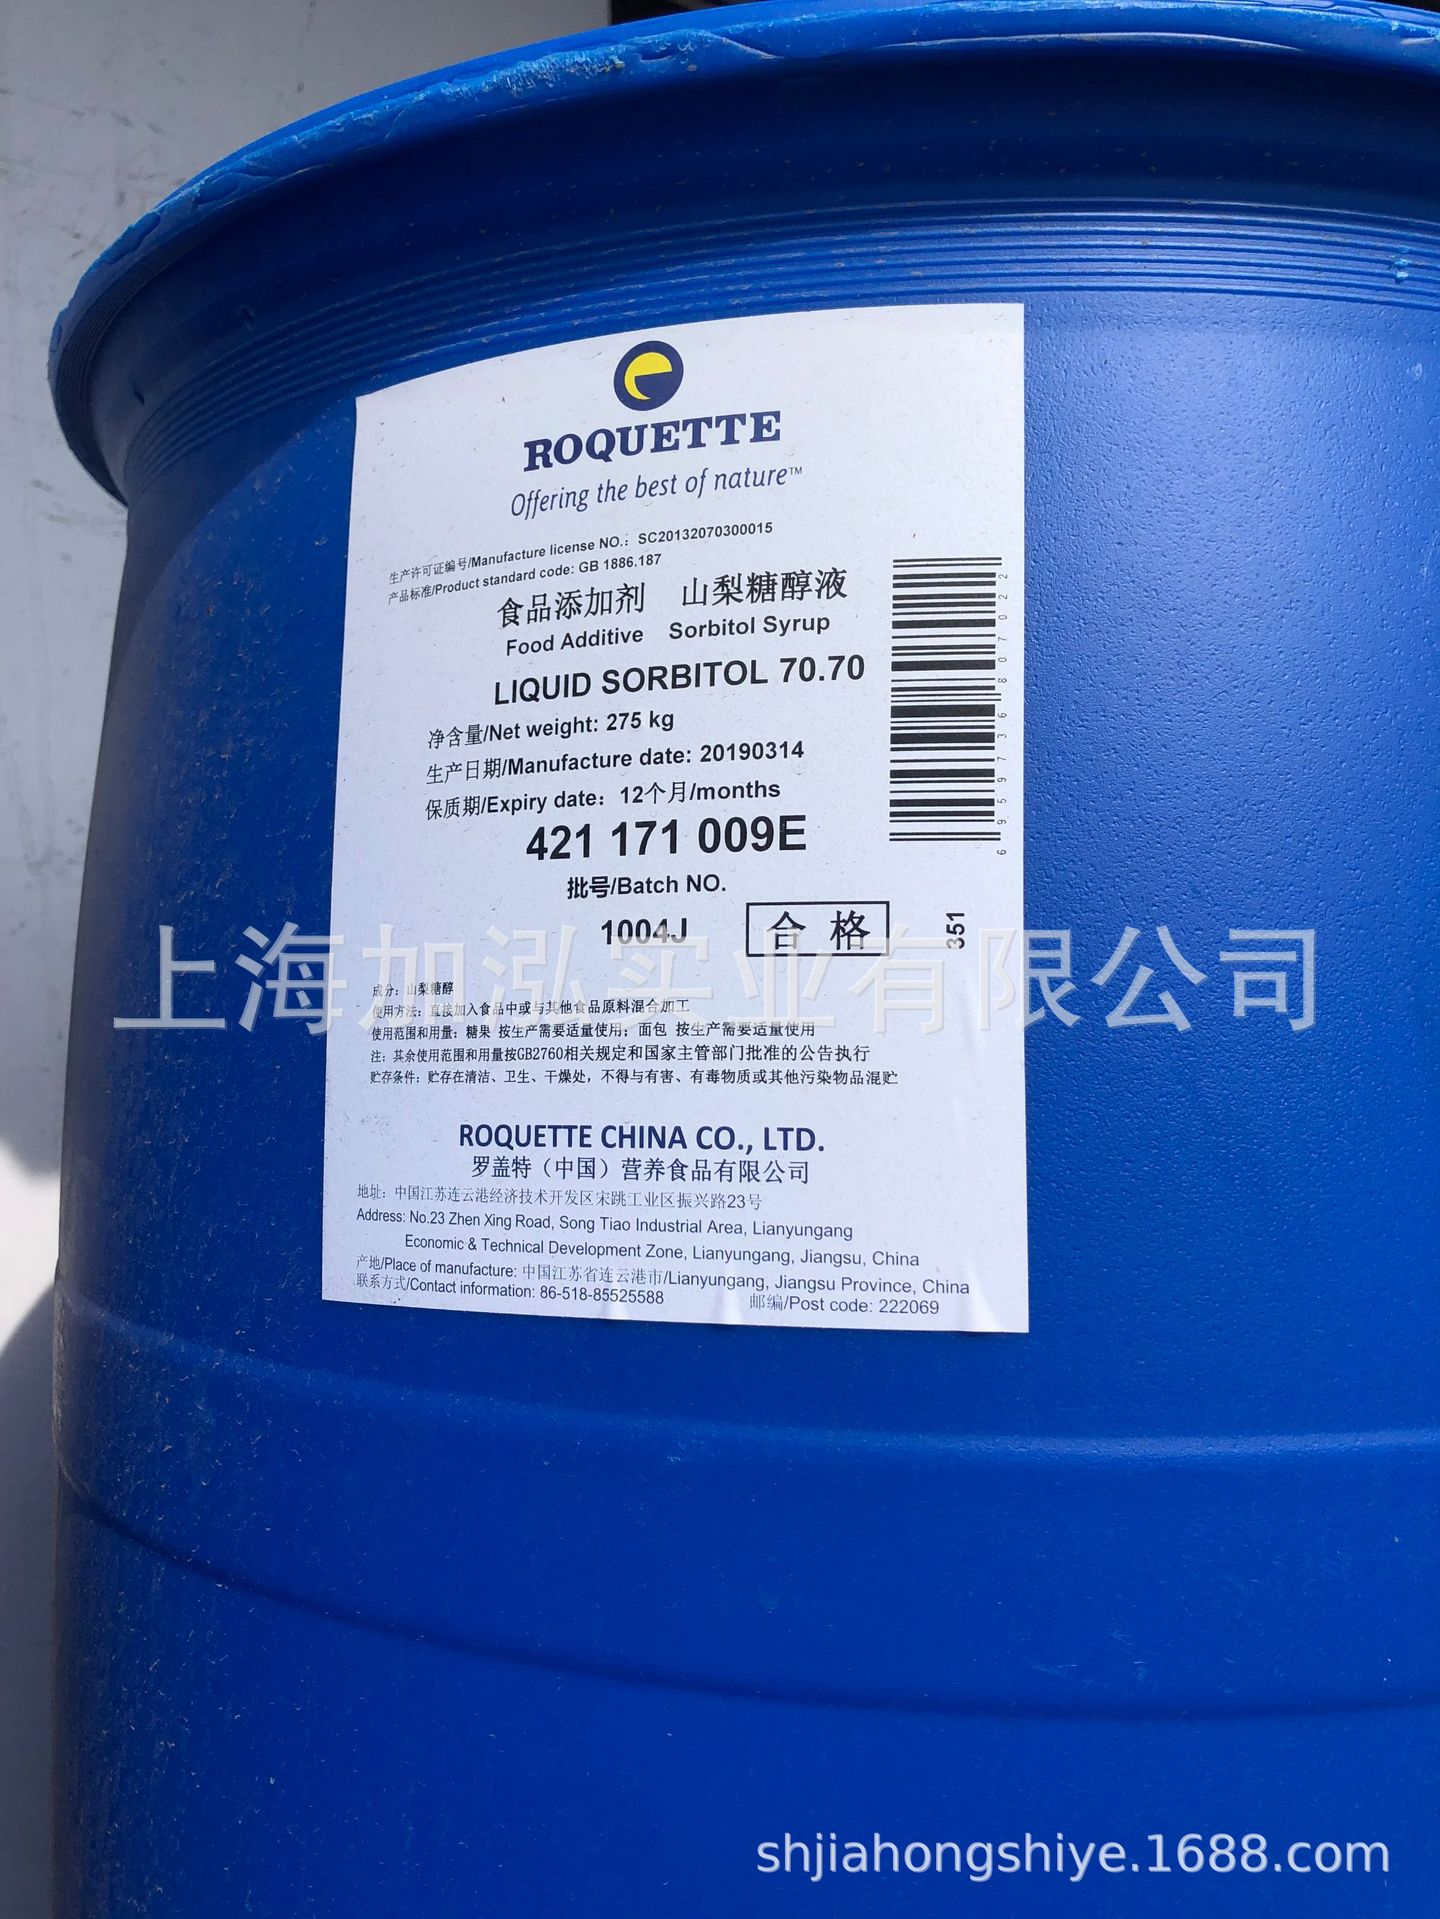 ROQUETTE
Offering the best of nature™
生产许可证编号/Manufacture license NO.：SC20132070300015
产品标准/Product standard code: GB 1886.187
食品添加剂 山梨糖醇液
Food Additive Sorbitol Syrup
LIQUID SORBITOL 70.70
净含量/Net weight: 275 kg
生产日期/Manufacture date: 20190314
保质期/Expiry date：12个月/months
421 171 009E
批号/Batch NO.
1004J
合格
351
6 959736 807022
上海加泓实业有限公司
成分：山梨糖醇
使用方法：直接加入食品中或与其他食品原料混合加工
使用范围和用量：糖果 按生产需要适量使用；面包 按生产需要适量使用
注：其余使用范围和用量按GB2760相关规定和国家主管部门批准的公告执行
贮存条件：贮存在清洁、卫生、干燥处，不得与有害、有毒物质或其他污染物品混贮
ROQUETTE CHINA CO., LTD.
罗盖特（中国）营养食品有限公司
地址：中国江苏连云港经济技术开发区宋跳工业区振兴路23号
Address: No.23 Zhen Xing Road, Song Tiao Industrial Area, Lianyungang
Economic & Technical Development Zone, Lianyungang, Jiangsu, China
产地/Place of manufacture: 中国江苏省连云港市/Lianyungang, Jiangsu Province, China
联系方式/Contact information: 86-518-85525588 邮编/Post code: 222069
shjiahongshiye.1688.com